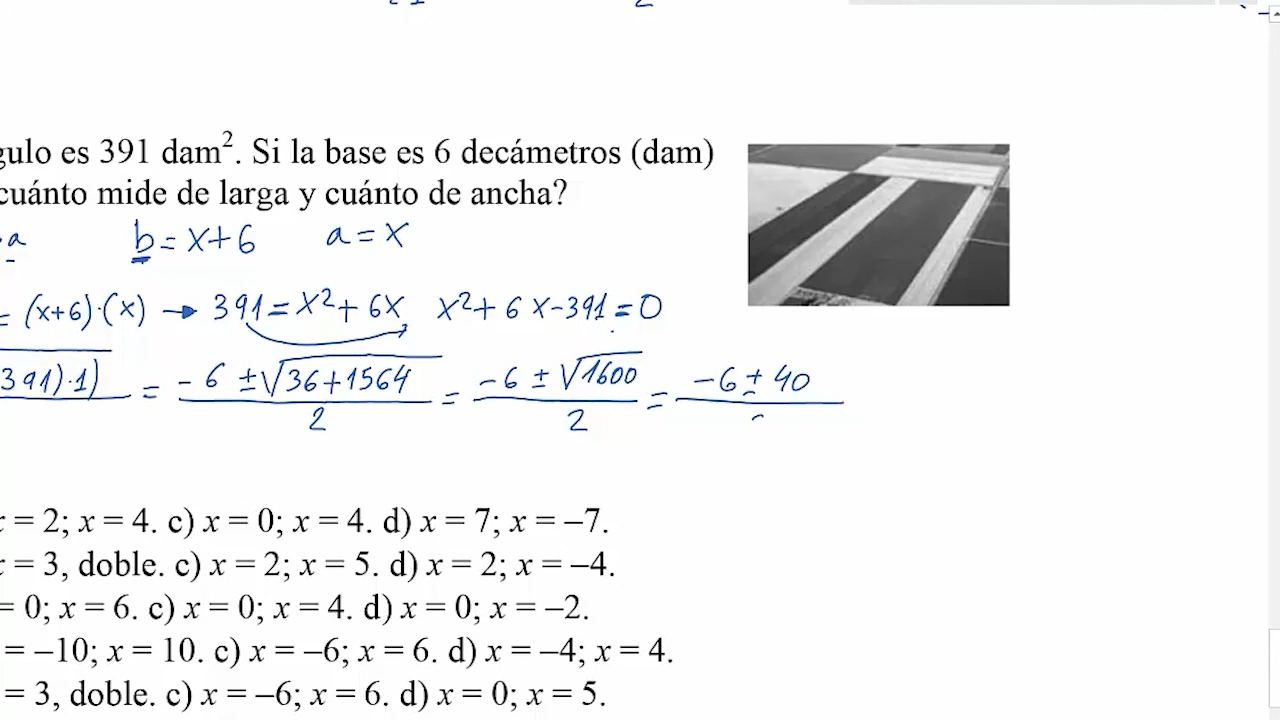 gulo es 391 dam². Si la base es 6 decámetros (dam)
cuánto mide de larga y cuánto de ancha?
a b = x+6 a = x
= (x+6)·(x) → 391 = x² + 6x x² + 6x - 391 = 0
391)·1) = -6 ± √36+1564 / 2 = -6 ± √1600 / 2 = -6 ± 40
x = 2; x = 4. c) x = 0; x = 4. d) x = 7; x = –7.
x = 3, doble. c) x = 2; x = 5. d) x = 2; x = –4.
= 0; x = 6. c) x = 0; x = 4. d) x = 0; x = –2.
= –10; x = 10. c) x = –6; x = 6. d) x = –4; x = 4.
= 3, doble. c) x = –6; x = 6. d) x = 0; x = 5.